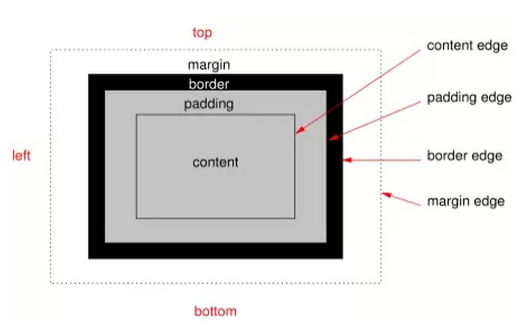 top
content edge
margin
border
padding edge
padding
left
content
border edge
margin edge
bottom